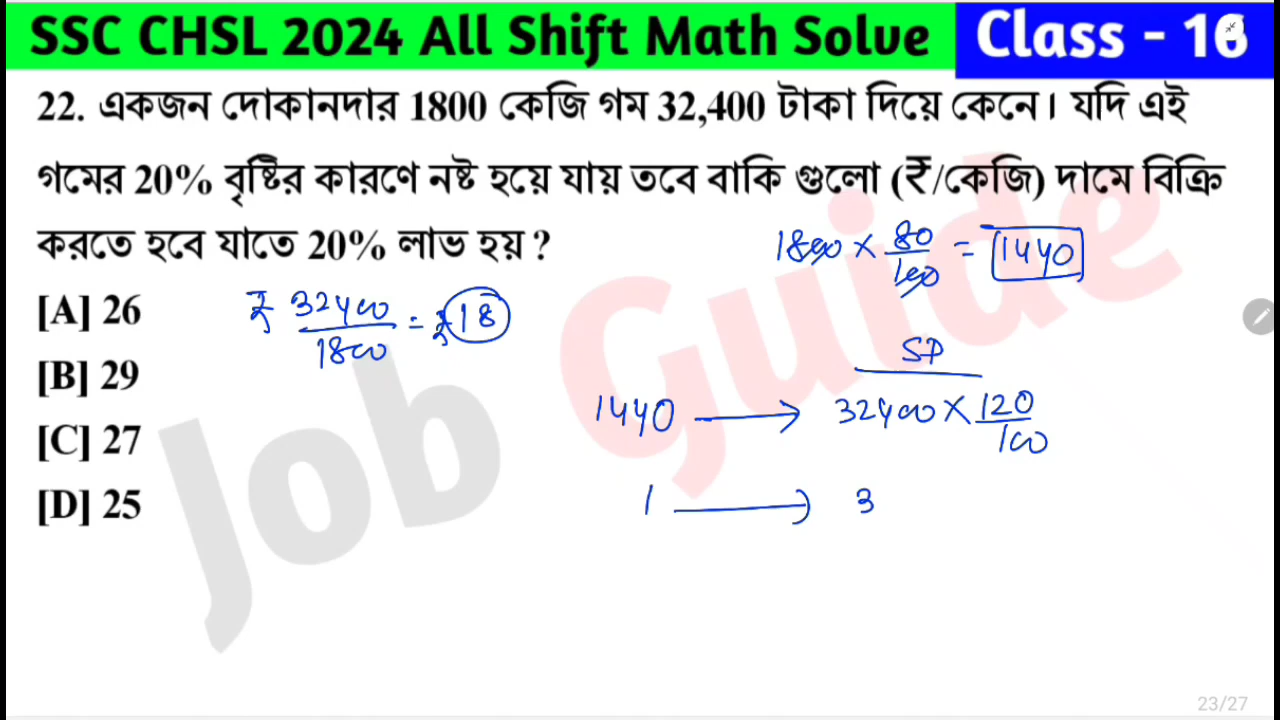 SSC CHSL 2024 All Shift Math Solve Class - 16
22. একজন দোকানদার 1800 কেজি গম 32,400 টাকা দিয়ে কেনে। যদি এই
গমের 20% বৃষ্টির কারণে নষ্ট হয়ে যায় তবে বাকি গুলো (₹/কেজি) দামে বিক্রি
করতে হবে যাতে 20% লাভ হয় ?
1800 × 80/100 = 1440
[A] 26
₹ 32400/1800 = ₹18
[B] 29
SP
[C] 27
1440 → 32400 × 120/100
[D] 25
1 → 3
Job Guide
23/27